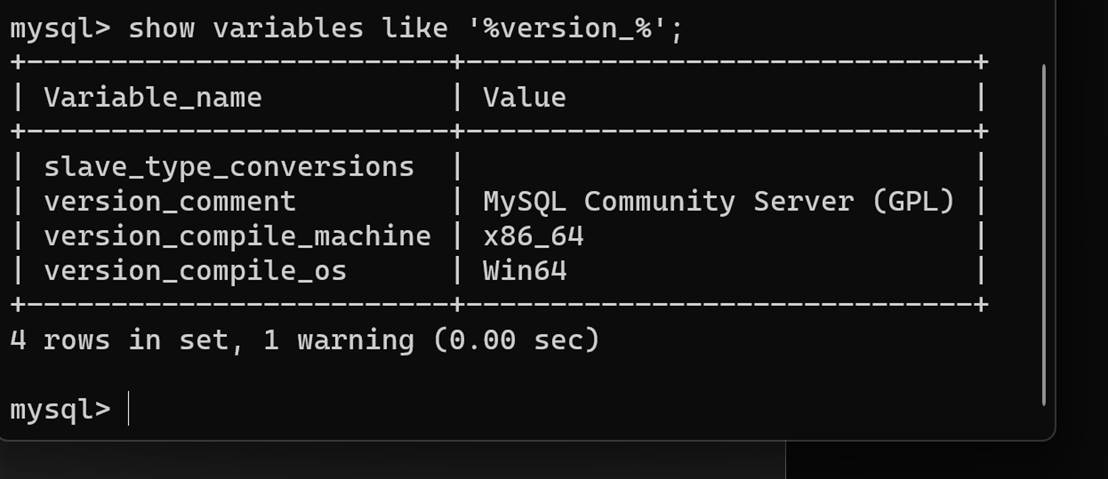 mysql> show variables like '%version_%';
+-------------------------+-----------------------------+
| Variable_name           | Value                       |
+-------------------------+-----------------------------+
| slave_type_conversions  |                             |
| version_comment         | MySQL Community Server (GPL) |
| version_compile_machine | x86_64                      |
| version_compile_os      | Win64                       |
+-------------------------+-----------------------------+
4 rows in set, 1 warning (0.00 sec)
mysql>